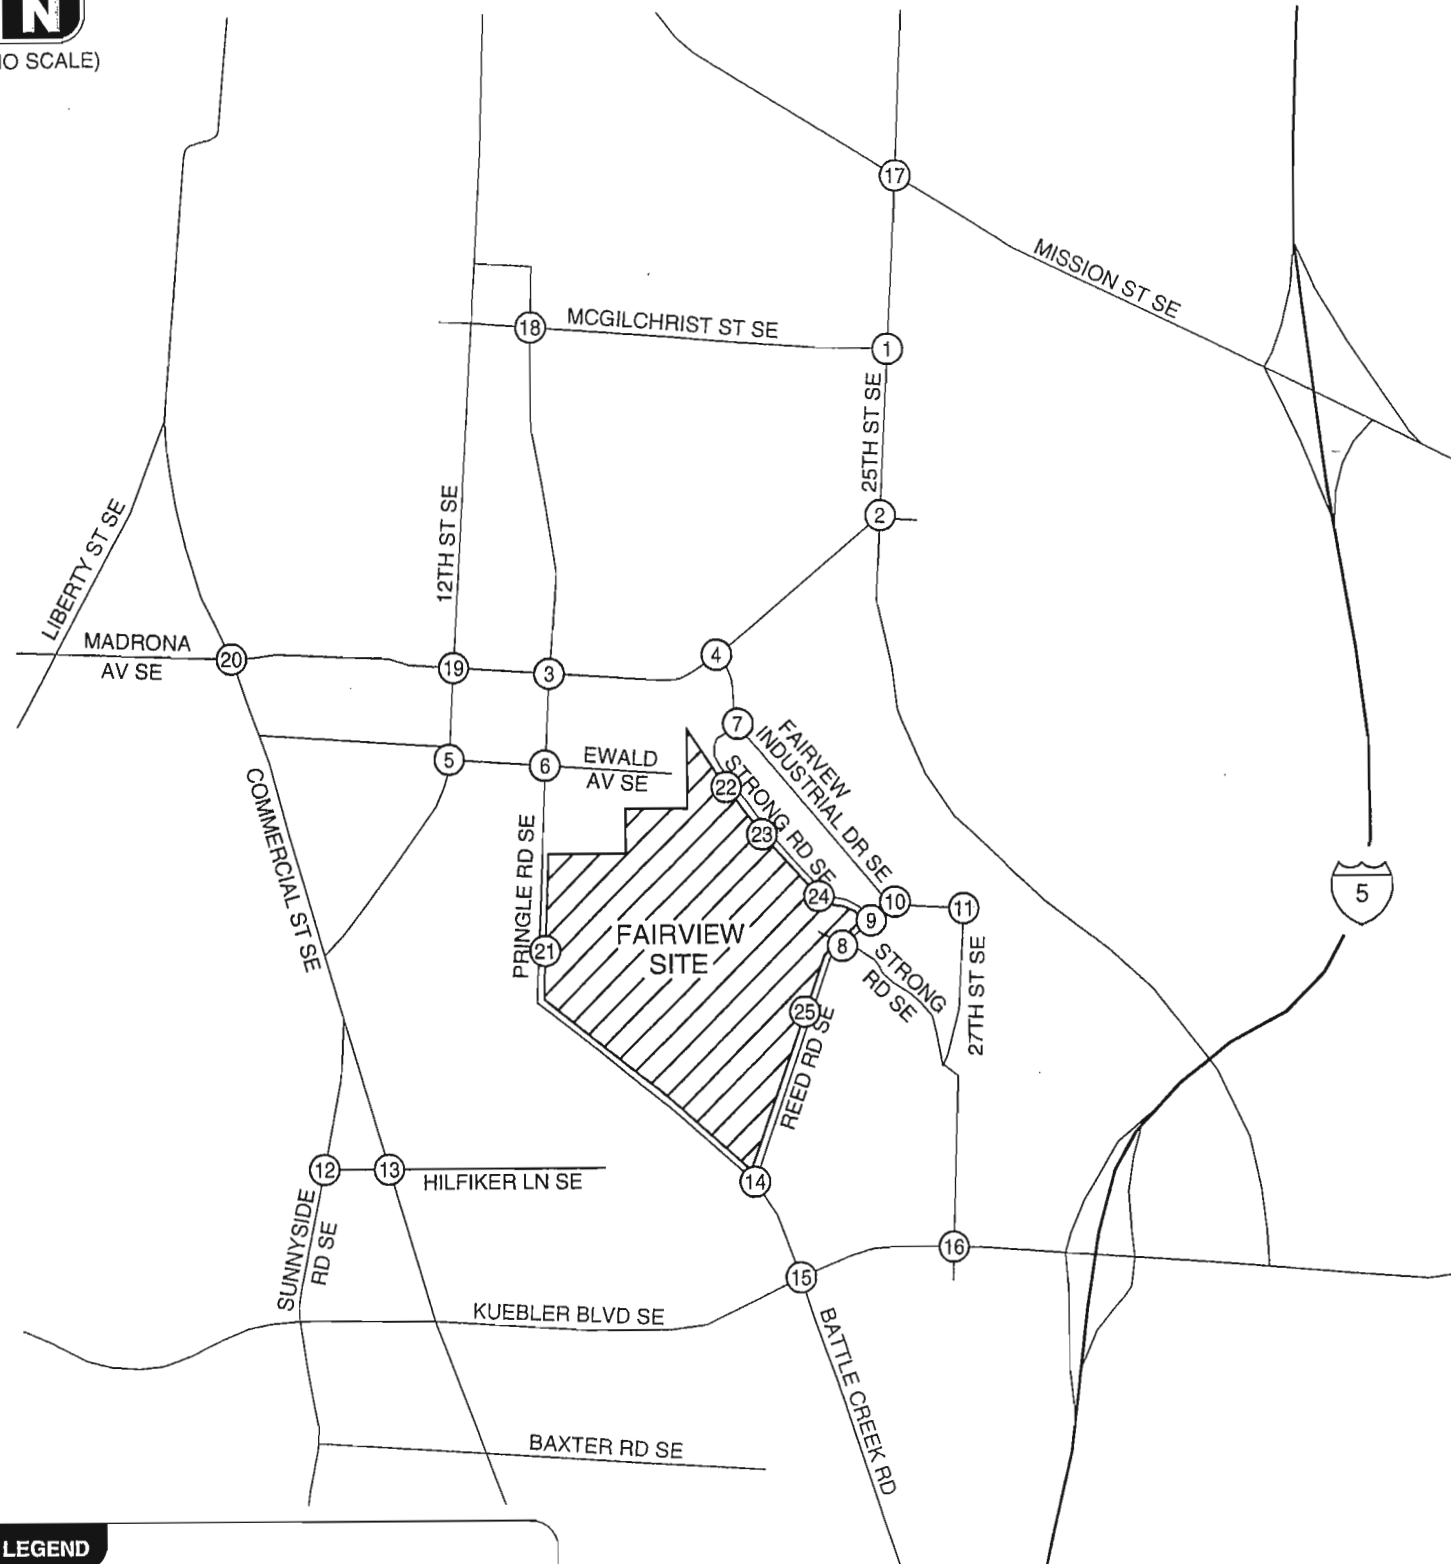 N
O SCALE)
17
MISSION ST SE
18
MCGILCHRIST ST SE
1
25TH ST SE
2
12TH ST SE
LIBERTY ST SE
MADRONA
AV SE
20
19
3
4
7
FAIRVIEW
INDUSTRIAL DR SE
5
6
EWALD
AV SE
22
STRONG RD SE
23
COMMERCIAL ST SE
PRINGLE RD SE
24
10
11
9
5
FAIRVIEW
SITE
21
8
STRONG
RD SE
27TH ST SE
25
REED RD SE
12
13
HILFIKER LN SE
14
SUNNYSIDE
RD SE
16
15
KUEBLER BLVD SE
BATTLE CREEK RD
BAXTER RD SE
LEGEND